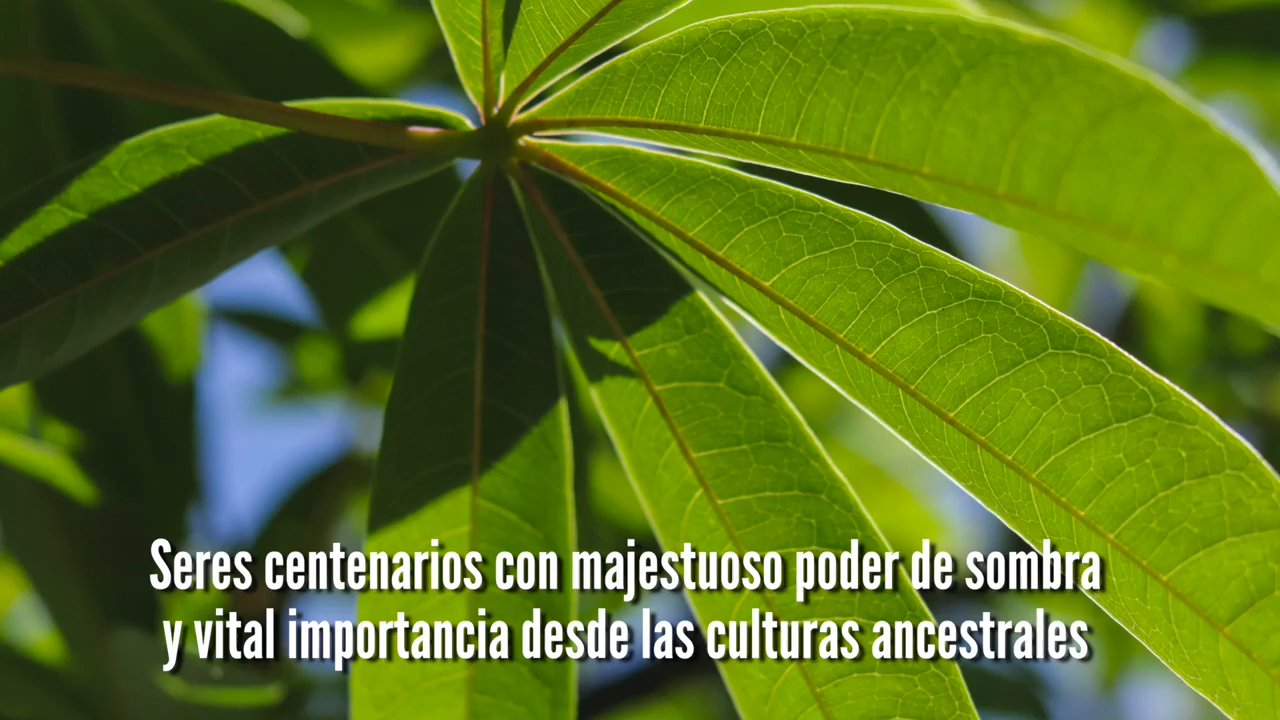 Seres centenarios con majestuoso poder de sombra
y vital importancia desde las culturas ancestrales